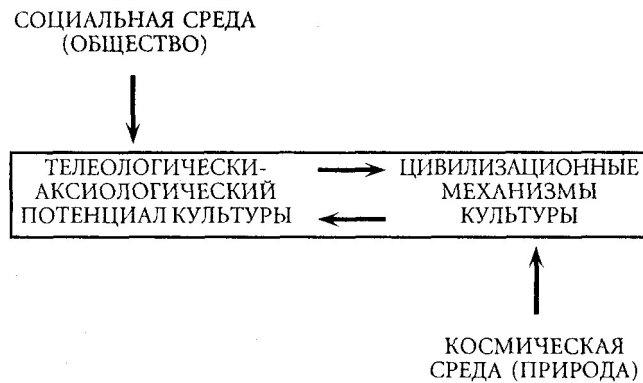 СОЦИАЛЬНАЯ СРЕДА
(ОБЩЕСТВО)
ТЕЛЕОЛОГИЧЕСКИ-
АКСИОЛОГИЧЕСКИЙ
ПОТЕНЦИАЛ КУЛЬТУРЫ
ЦИВИЛИЗАЦИОННЫЕ
МЕХАНИЗМЫ
КУЛЬТУРЫ
КОСМИЧЕСКАЯ
СРЕДА (ПРИРОДА)